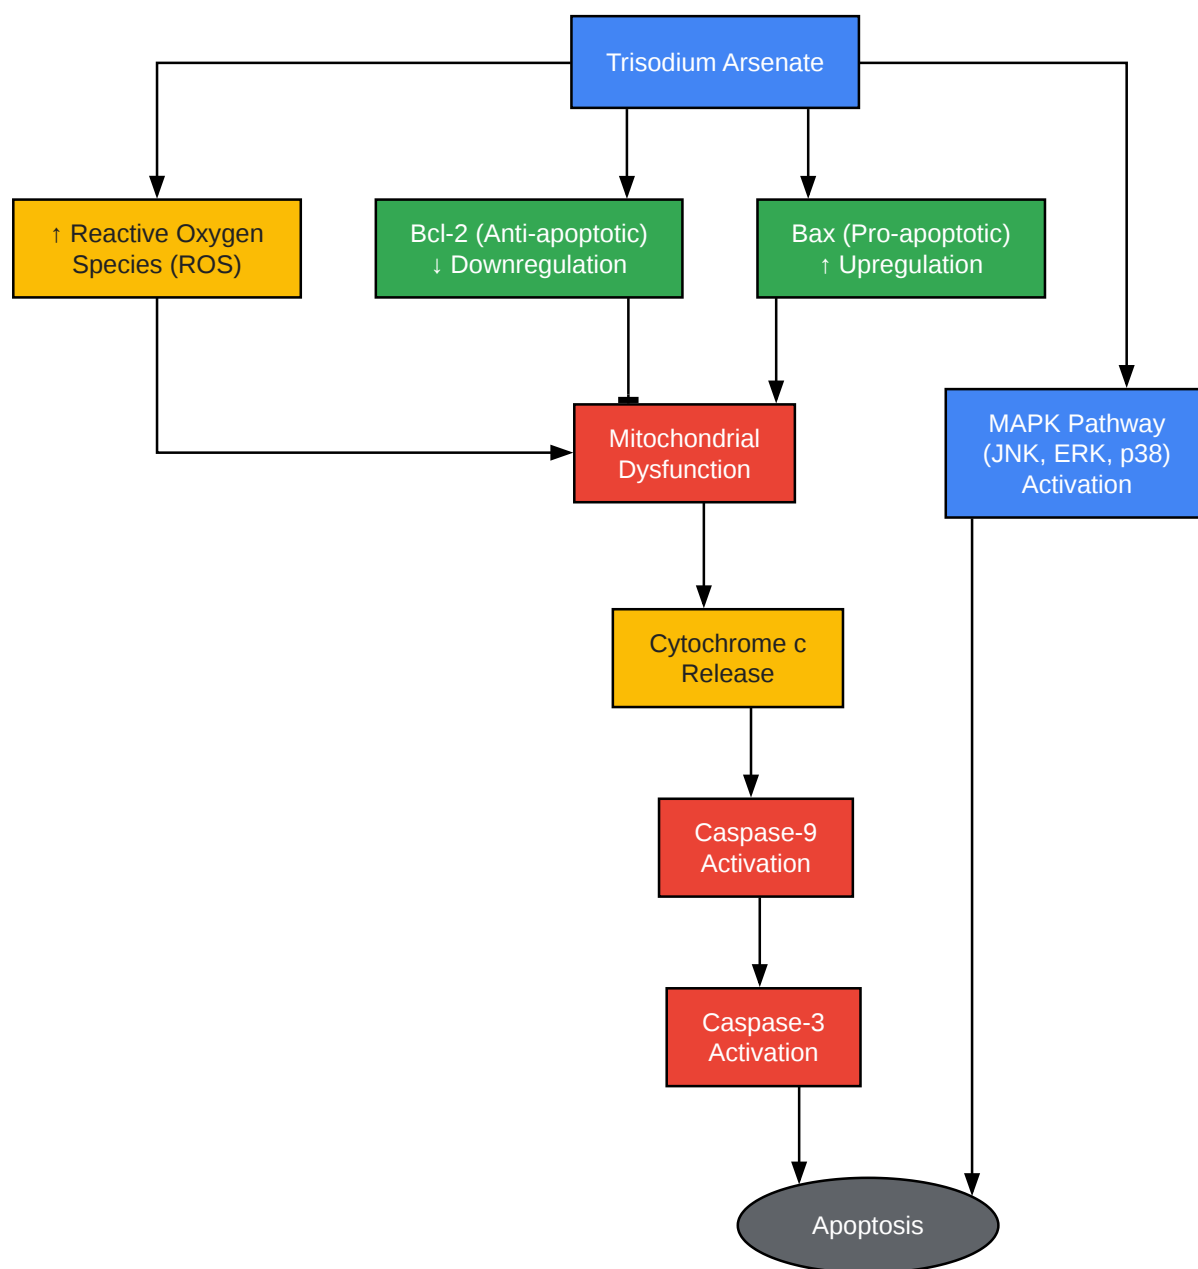 Trisodium Arsenate
↑ Reactive Oxygen
Species (ROS)
Bcl-2 (Anti-apoptotic)
↓ Downregulation
Bax (Pro-apoptotic)
↑ Upregulation
Mitochondrial
Dysfunction
MAPK Pathway
(JNK, ERK, p38)
Activation
Cytochrome c
Release
Caspase-9
Activation
Caspase-3
Activation
Apoptosis